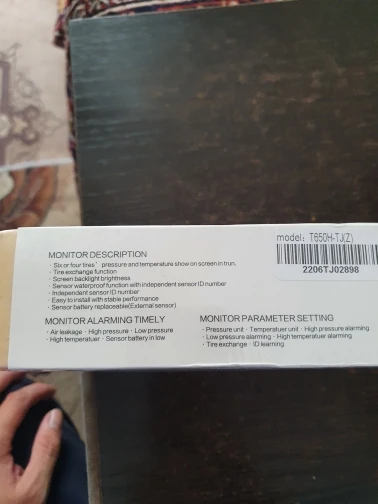 model: T650H-TJ(Z)
2206TJ02898
MONITOR DESCRIPTION
· Six or four tires' pressure and temperature show on screen in trun.
· Tire exchange function
· Screen backlight brightness
· Sensor waterproof function with independent sensor ID number
· Independent sensor ID number
· Easy to install with stable performance
· Sensor battery replaceable(External sensor)
MONITOR ALARMING TIMELY
· Air leakage · High pressure · Low pressure
· High temperatuer · Sensor battery in low
MONITOR PARAMETER SETTING
· Pressure unit · Temperatuer unit · High pressure alarming
· Low pressure alarming · High temperatuer alarming
· Tire exchange · ID learning